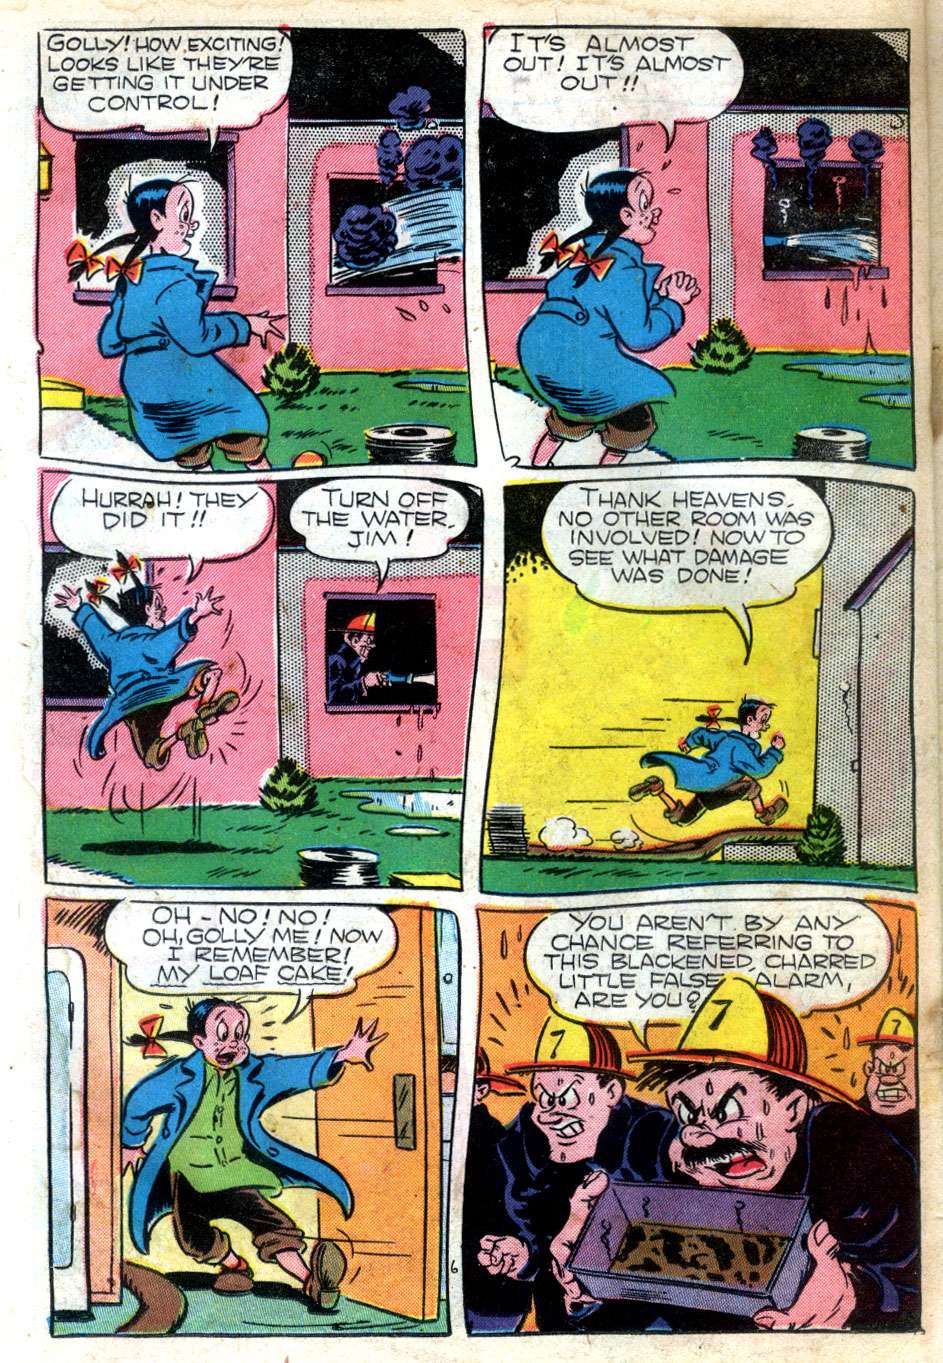 GOLLY! HOW EXCITING!
LOOKS LIKE THEY'RE
GETTING IT UNDER
CONTROL!
IT'S ALMOST
OUT! IT'S ALMOST
OUT!!
HURRAH! THEY
DID IT!!
TURN OFF
THE WATER,
JIM!
THANK HEAVENS,
NO OTHER ROOM WAS
INVOLVED! NOW TO
SEE WHAT DAMAGE
WAS DONE!
OH-NO! NO!
OH, GOLLY ME! NOW
I REMEMBER!
MY LOAF CAKE!
6
YOU AREN'T BY ANY
CHANCE REFERRING TO
THIS BLACKENED, CHARRED
LITTLE FALSE ALARM,
ARE YOU?
7
7
7